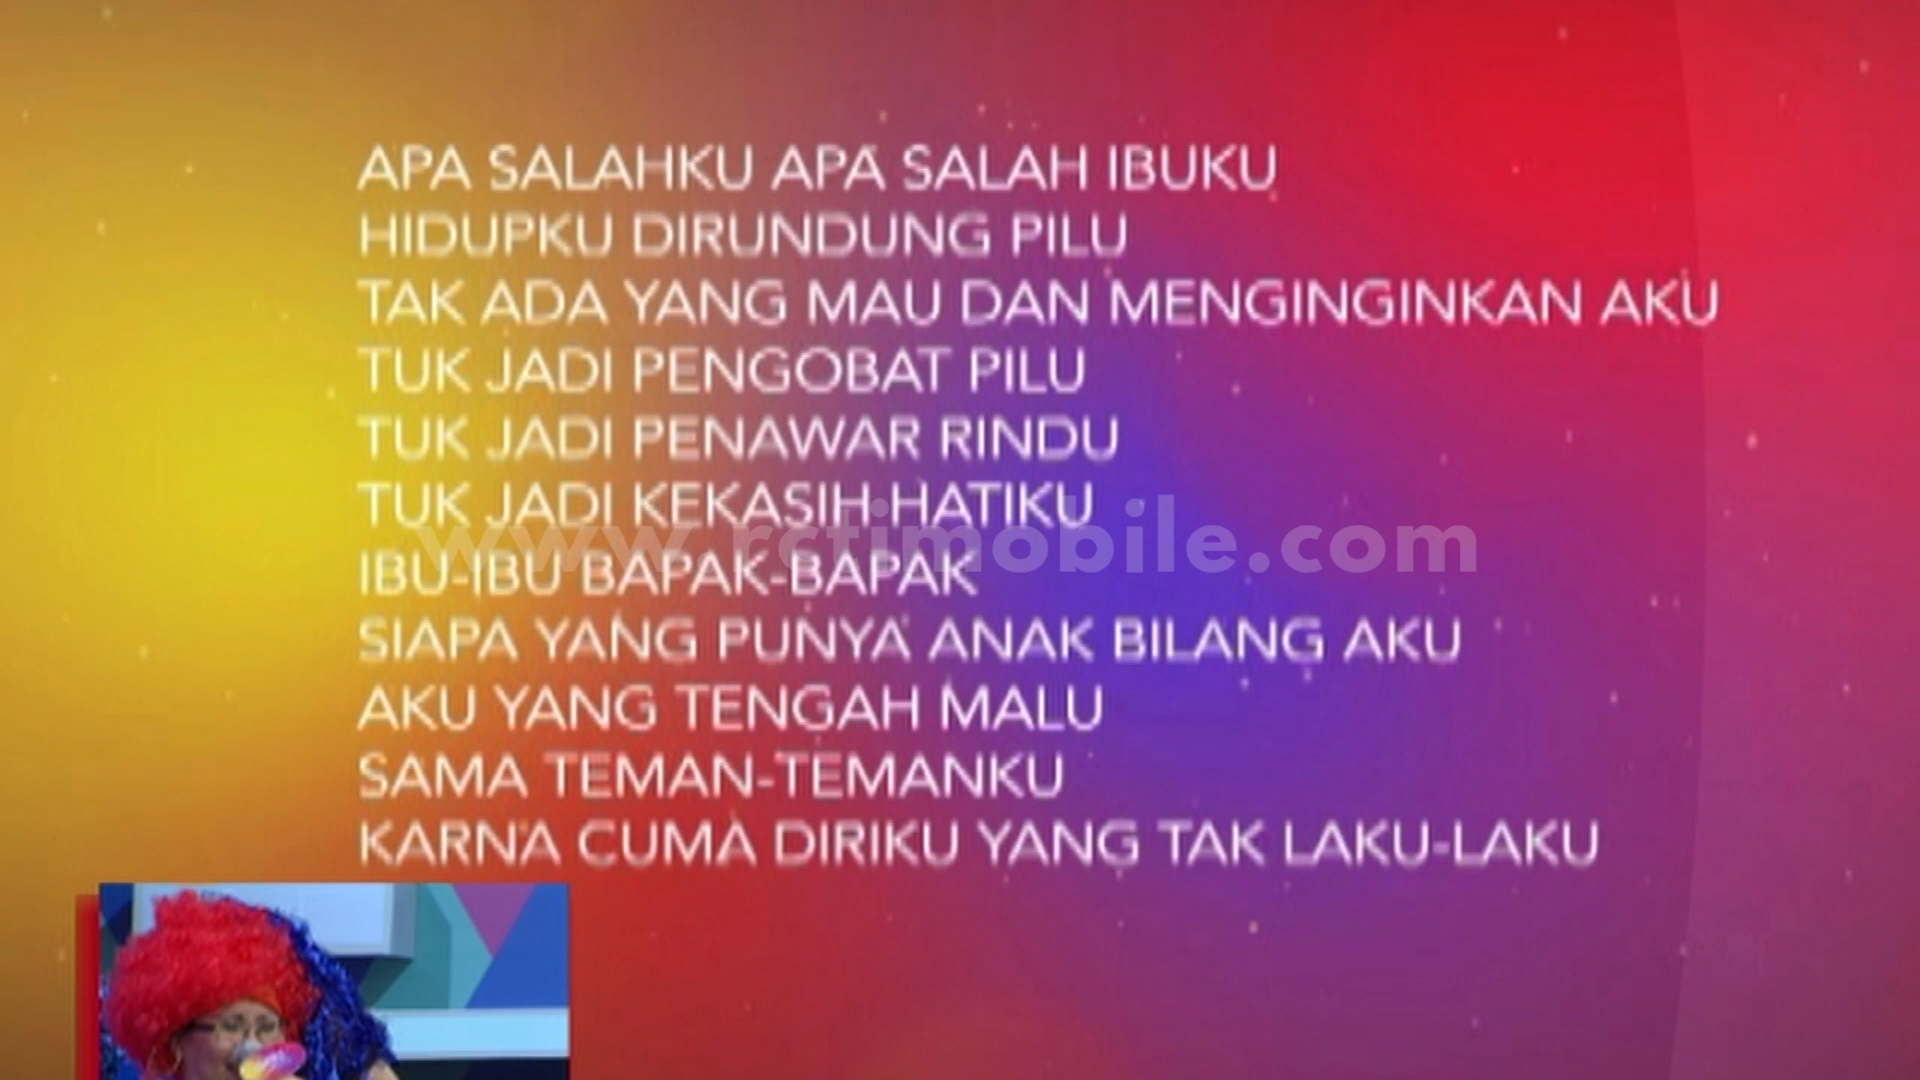 APA SALAHKU APA SALAH IBUKU
HIDUPKU DIRUNDUNG PILU
TAK ADA YANG MAU DAN MENGINGINKAN AKU
TUK JADI PENGOBAT PILU
TUK JADI PENAWAR RINDU
TUK JADI KEKASIH HATIKU
www.rctimobile.com
IBU-IBU BAPAK-BAPAK
SIAPA YANG PUNYA ANAK BILANG AKU
AKU YANG TENGAH MALU
SAMA TEMAN-TEMANKU
KARNA CUMA DIRIKU YANG TAK LAKU-LAKU